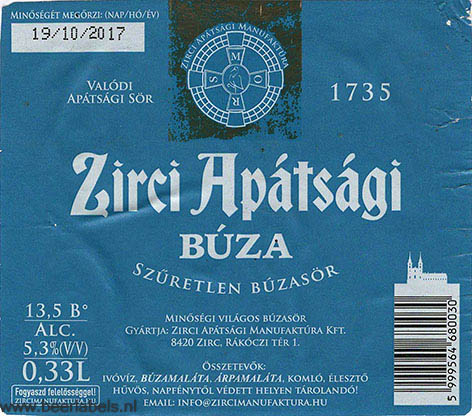 MINŐSÉGÉT MEGŐRZI: (NAP/HÓ/ÉV)
19/10/2017
ZIRCI APÁTSÁGI MANUFAKTÚRA
M
O R
S
VALÓDI
APÁTSÁGI SÖR
1735
Zirci Apátsági
BÚZA
SZŰRETLEN BÚZASÖR
13,5 B°
ALC.
5,3%(V/V)
0,33L
Fogyaszd felelősséggel!
ZIRCIMANUFAKTURA.HU
MINŐSÉGI VILÁGOS BÚZASÖR
GYÁRTJA: ZIRCI APÁTSÁGI MANUFAKTÚRA KFT.
8420 ZIRC, RÁKÓCZI TÉR 1.
ÖSSZETEVŐK:
IVÓVÍZ, BÚZAMALÁTA, ÁRPAMALÁTA, KOMLÓ, ÉLESZTŐ
HŰVÖS, NAPFÉNYTŐL VÉDETT HELYEN TÁROLANDÓ!
EMAIL: INFO@ZIRCIMANUFAKTURA.HU
5999564680030
www.beerlabels.nl